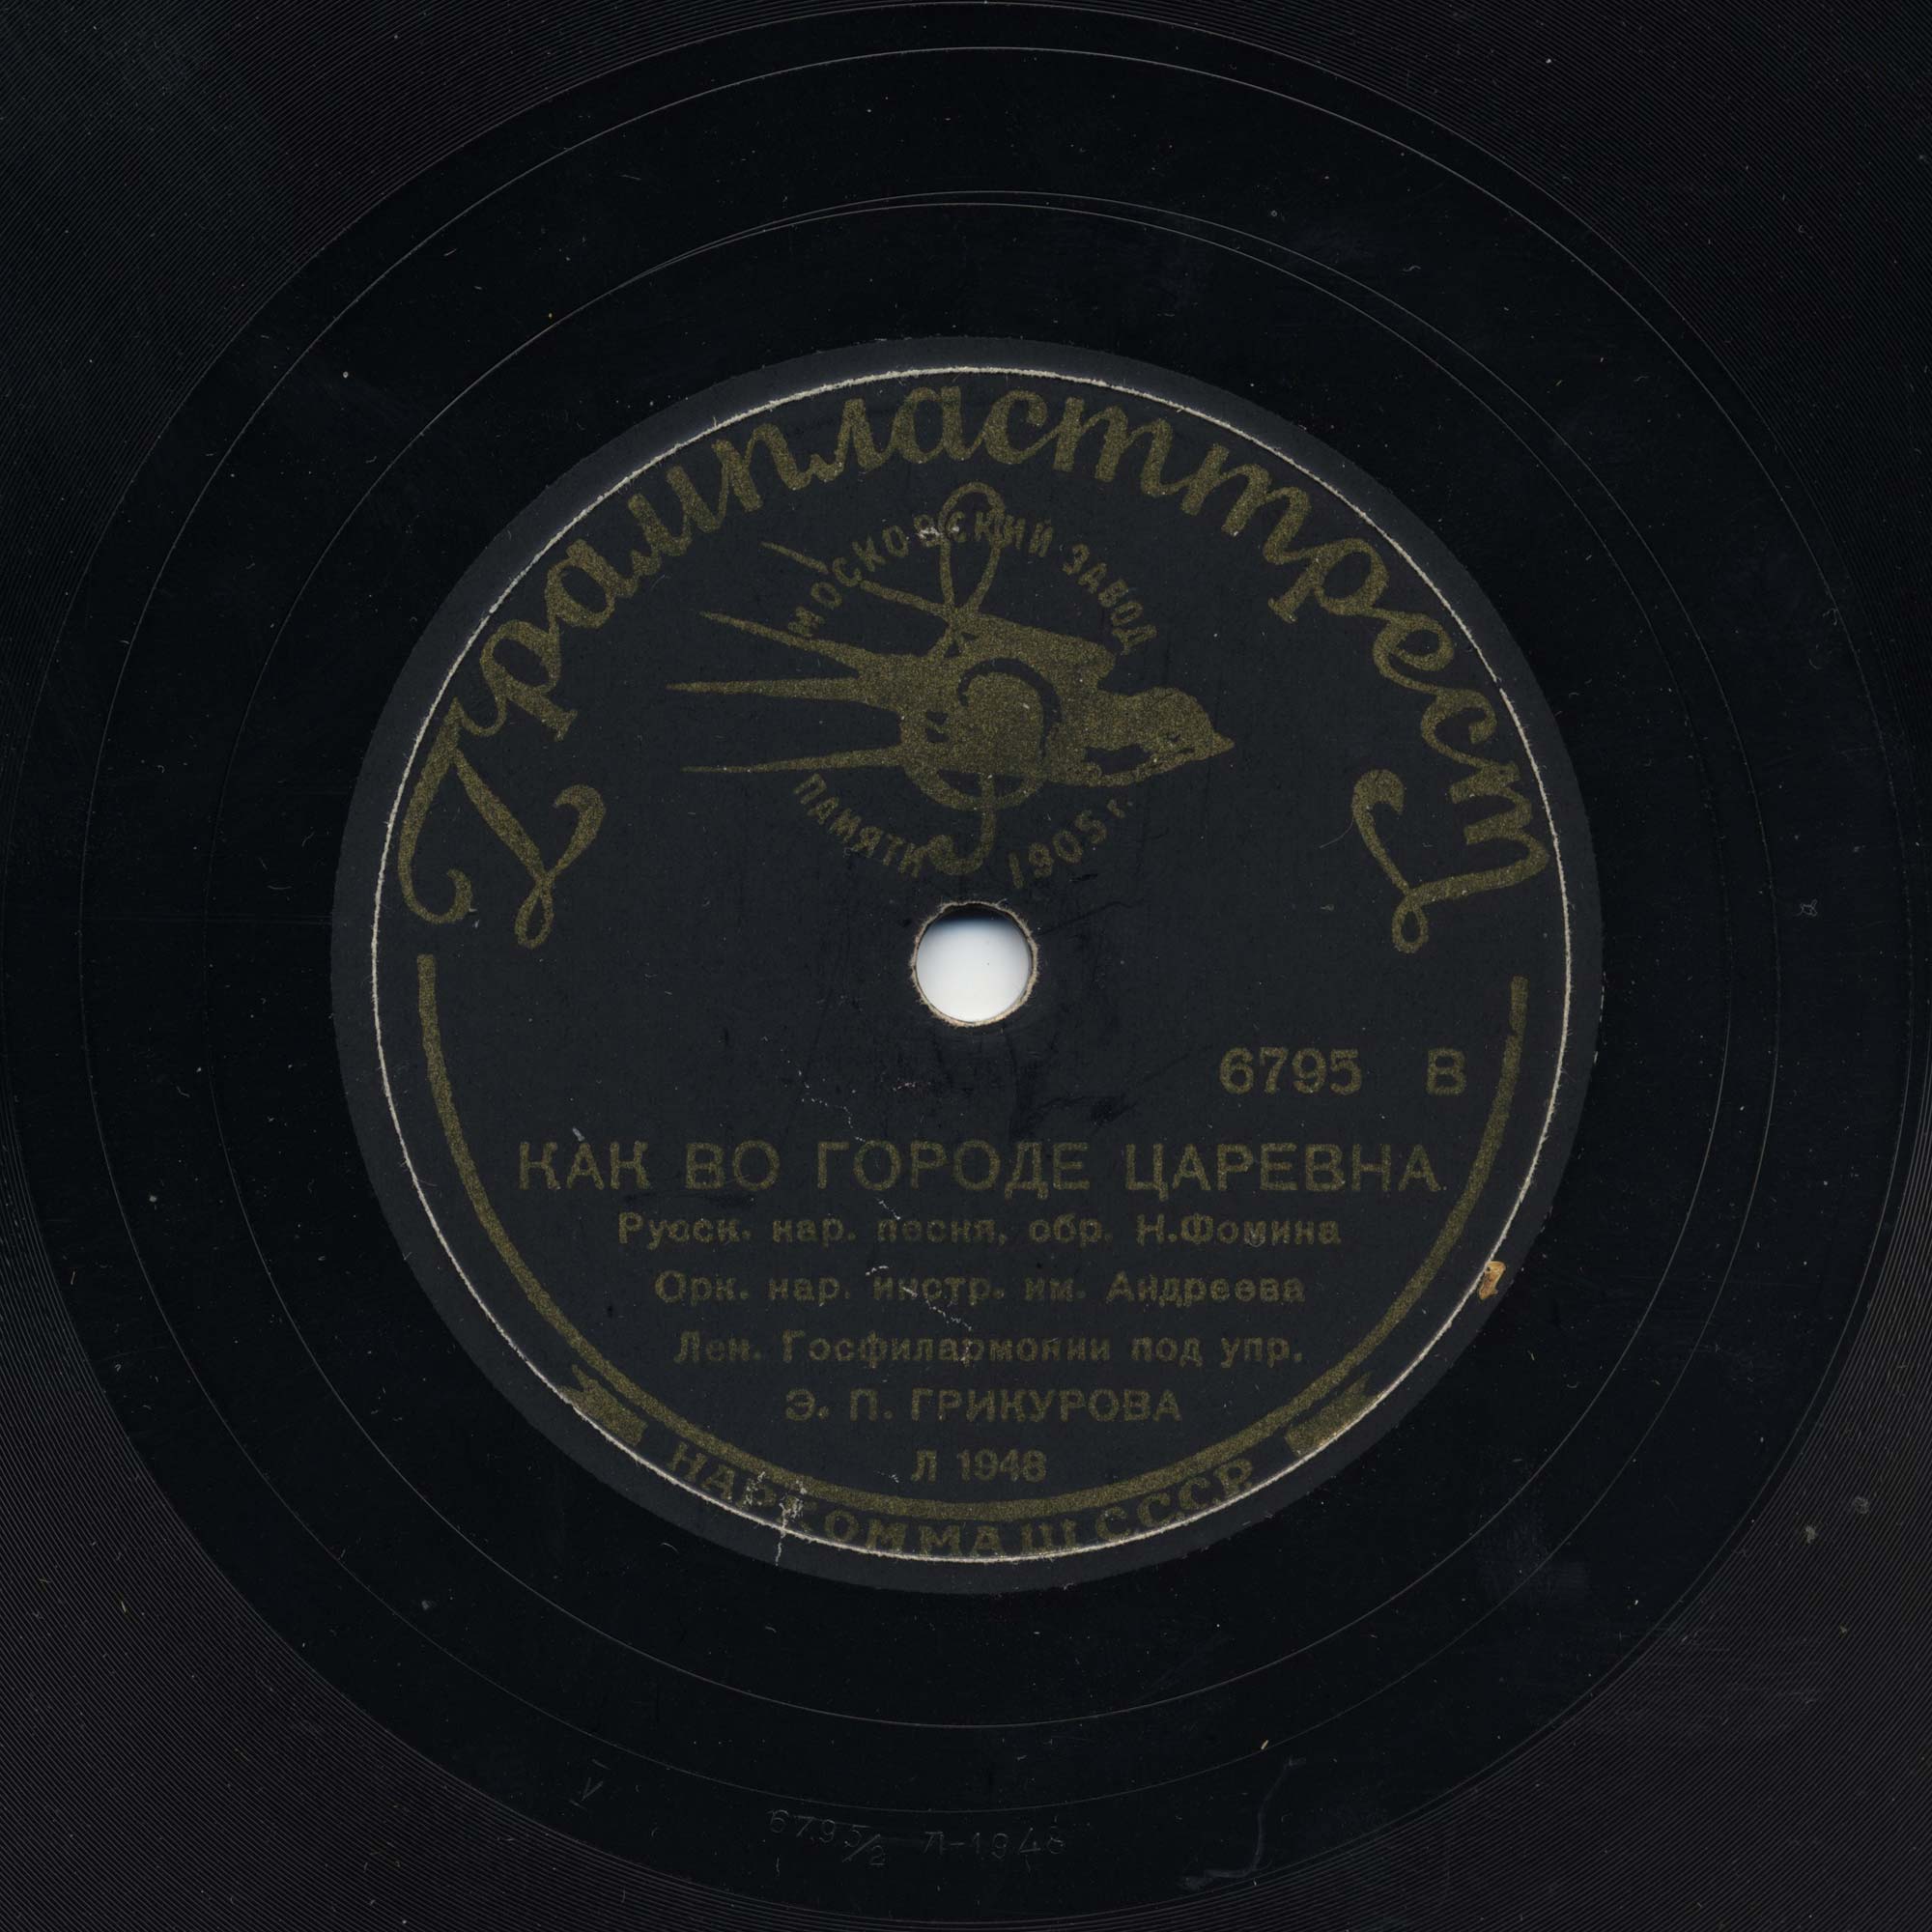 Грампласттрест
МОСКОВСКИЙ ЗАВОД
ПАМЯТИ 1905 г.
6795 В
КАК ВО ГОРОДЕ ЦАРЕВНА
Русск. нар. песня, обр. Н.Фомина
Орк. нар. инстр. им. Андреева
Лен. Госфилармонии под упр.
Э. П. ГРИКУРОВА
Л 1948
НАРКОММАШ СССР
V
6795/2 Л-1948